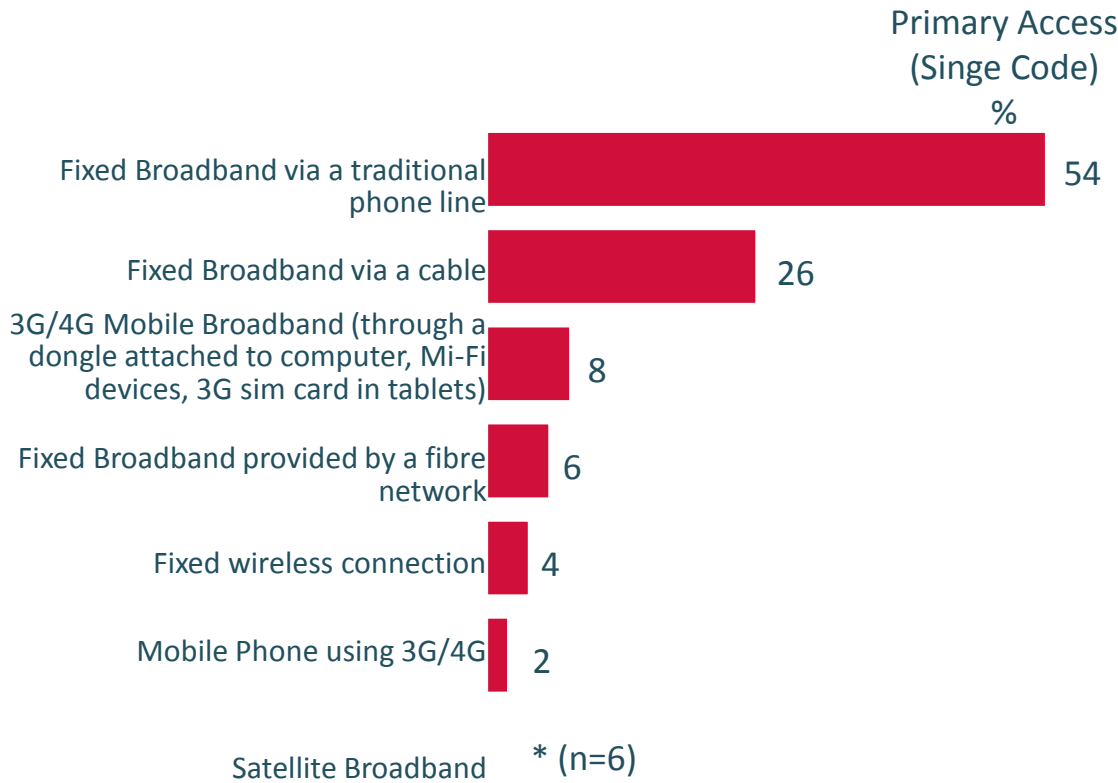 Primary Access
(Singe Code)
%
Fixed Broadband via a traditional
phone line
54
Fixed Broadband via a cable
26
3G/4G Mobile Broadband (through a
dongle attached to computer, Mi-Fi
devices, 3G sim card in tablets)
8
Fixed Broadband provided by a fibre
network
6
Fixed wireless connection
4
Mobile Phone using 3G/4G
2
Satellite Broadband
* (n=6)